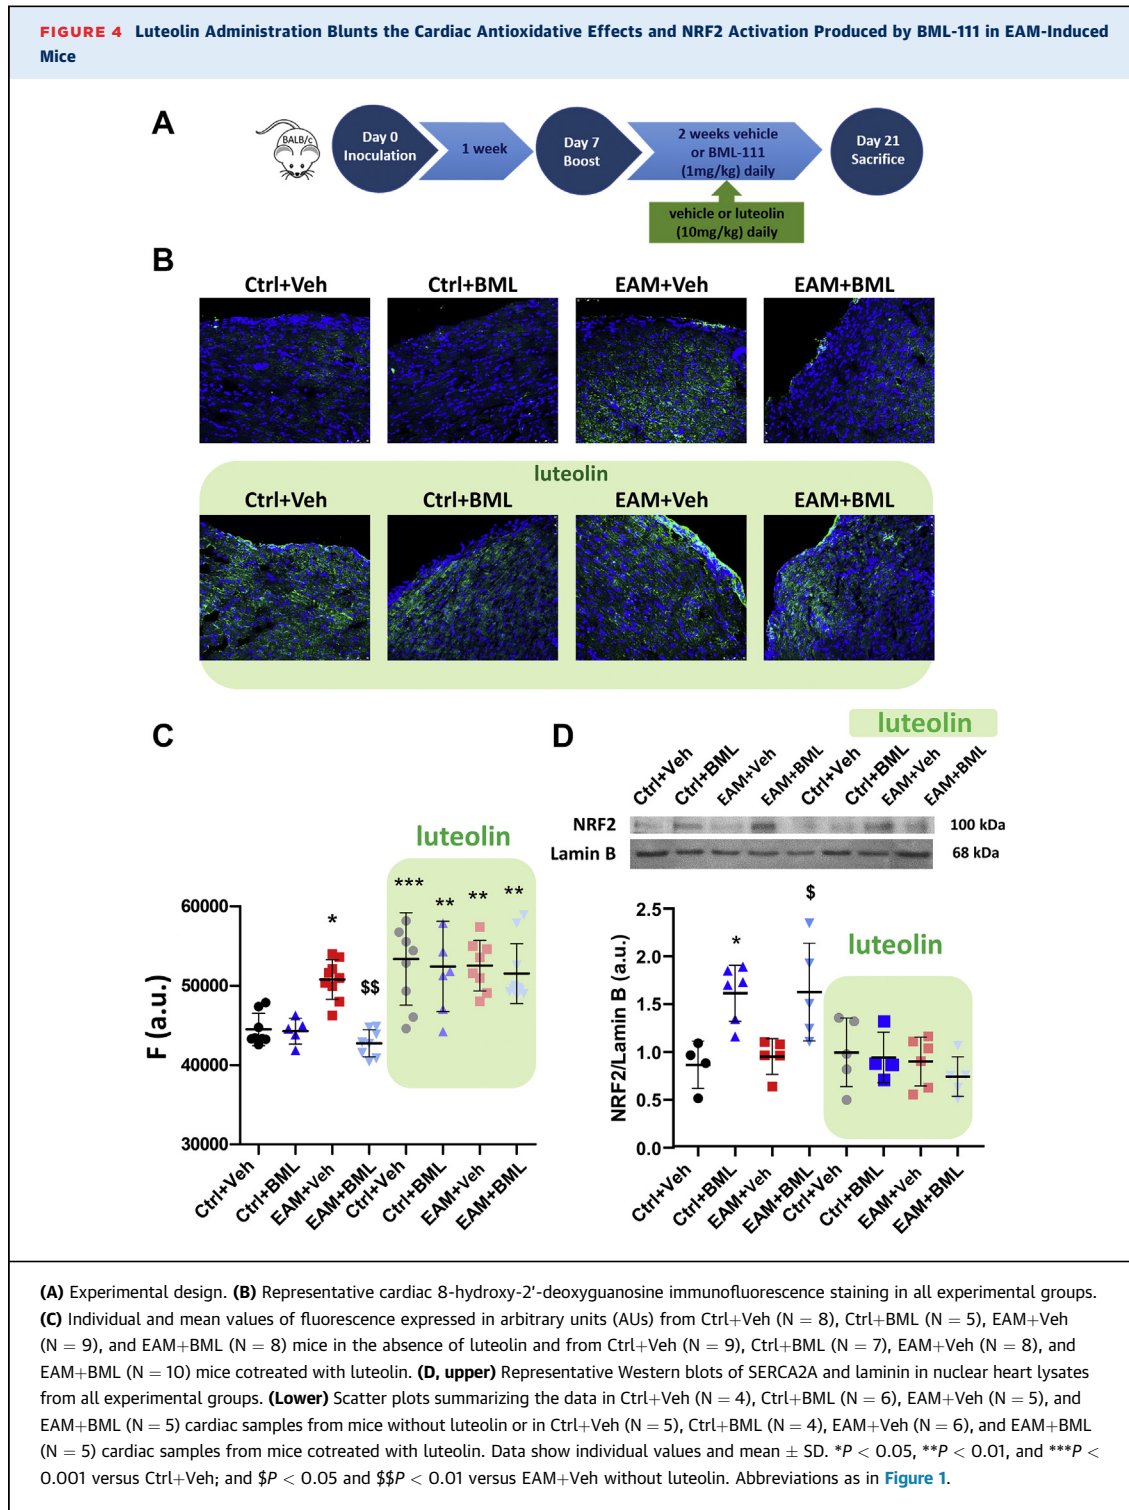 FIGURE 4 Luteolin Administration Blunts the Cardiac Antioxidative Effects and NRF2 Activation Produced by BML-111 in EAM-Induced
Mice
A
BALB/c
Day 0
Inoculation
1 week
Day 7
Boost
2 weeks vehicle
or BML-111
(1mg/kg) daily
Day 21
Sacrifice
vehicle or luteolin
(10mg/kg) daily
B
Ctrl+Veh
Ctrl+BML
EAM+Veh
EAM+BML
luteolin
Ctrl+Veh
Ctrl+BML
EAM+Veh
EAM+BML
C
luteolin
F (a.u.)
60000
50000
40000
30000
*
$$
***
**
**
**
Ctrl+Veh
Ctrl+BML
EAM+Veh
EAM+BML
Ctrl+Veh
Ctrl+BML
EAM+Veh
EAM+BML
D
luteolin
Ctrl+Veh
Ctrl+BML
EAM+Veh
EAM+BML
Ctrl+Veh
Ctrl+BML
EAM+Veh
EAM+BML
NRF2
100 kDa
Lamin B
68 kDa
NRF2/Lamin B (a.u.)
2.5
2.0
1.5
1.0
0.5
0.0
*
$
luteolin
Ctrl+Veh
Ctrl+BML
EAM+Veh
EAM+BML
Ctrl+Veh
Ctrl+BML
EAM+Veh
EAM+BML
(A) Experimental design. (B) Representative cardiac 8-hydroxy-2′-deoxyguanosine immunofluorescence staining in all experimental groups.
(C) Individual and mean values of fluorescence expressed in arbitrary units (AUs) from Ctrl+Veh (N = 8), Ctrl+BML (N = 5), EAM+Veh
(N = 9), and EAM+BML (N = 8) mice in the absence of luteolin and from Ctrl+Veh (N = 9), Ctrl+BML (N = 7), EAM+Veh (N = 8), and
EAM+BML (N = 10) mice cotreated with luteolin. (D, upper) Representative Western blots of SERCA2A and laminin in nuclear heart lysates
from all experimental groups. (Lower) Scatter plots summarizing the data in Ctrl+Veh (N = 4), Ctrl+BML (N = 6), EAM+Veh (N = 5), and
EAM+BML (N = 5) cardiac samples from mice without luteolin or in Ctrl+Veh (N = 5), Ctrl+BML (N = 4), EAM+Veh (N = 6), and EAM+BML
(N = 5) cardiac samples from mice cotreated with luteolin. Data show individual values and mean ± SD. *P < 0.05, **P < 0.01, and ***P <
0.001 versus Ctrl+Veh; and $P < 0.05 and $$P < 0.01 versus EAM+Veh without luteolin. Abbreviations as in Figure 1.